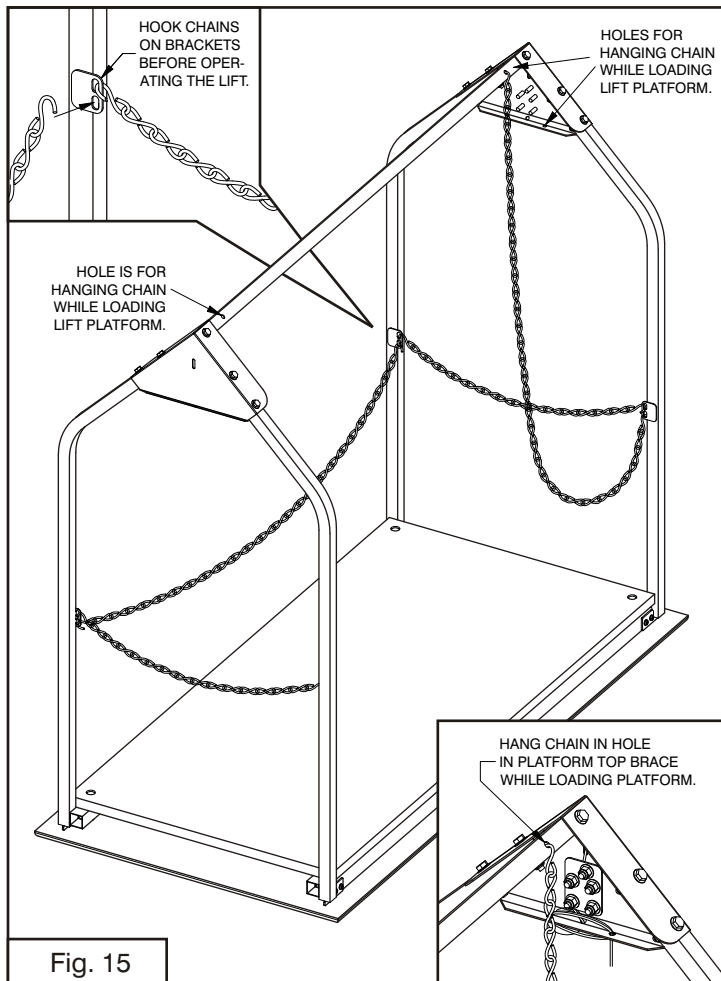 HOOK CHAINS
ON BRACKETS
BEFORE OPER-
ATING THE LIFT.
HOLES FOR
HANGING CHAIN
WHILE LOADING
LIFT PLATFORM.
HOLE IS FOR
HANGING CHAIN
WHILE LOADING
LIFT PLATFORM.
HANG CHAIN IN HOLE
IN PLATFORM TOP BRACE
WHILE LOADING PLATFORM.
Fig. 15